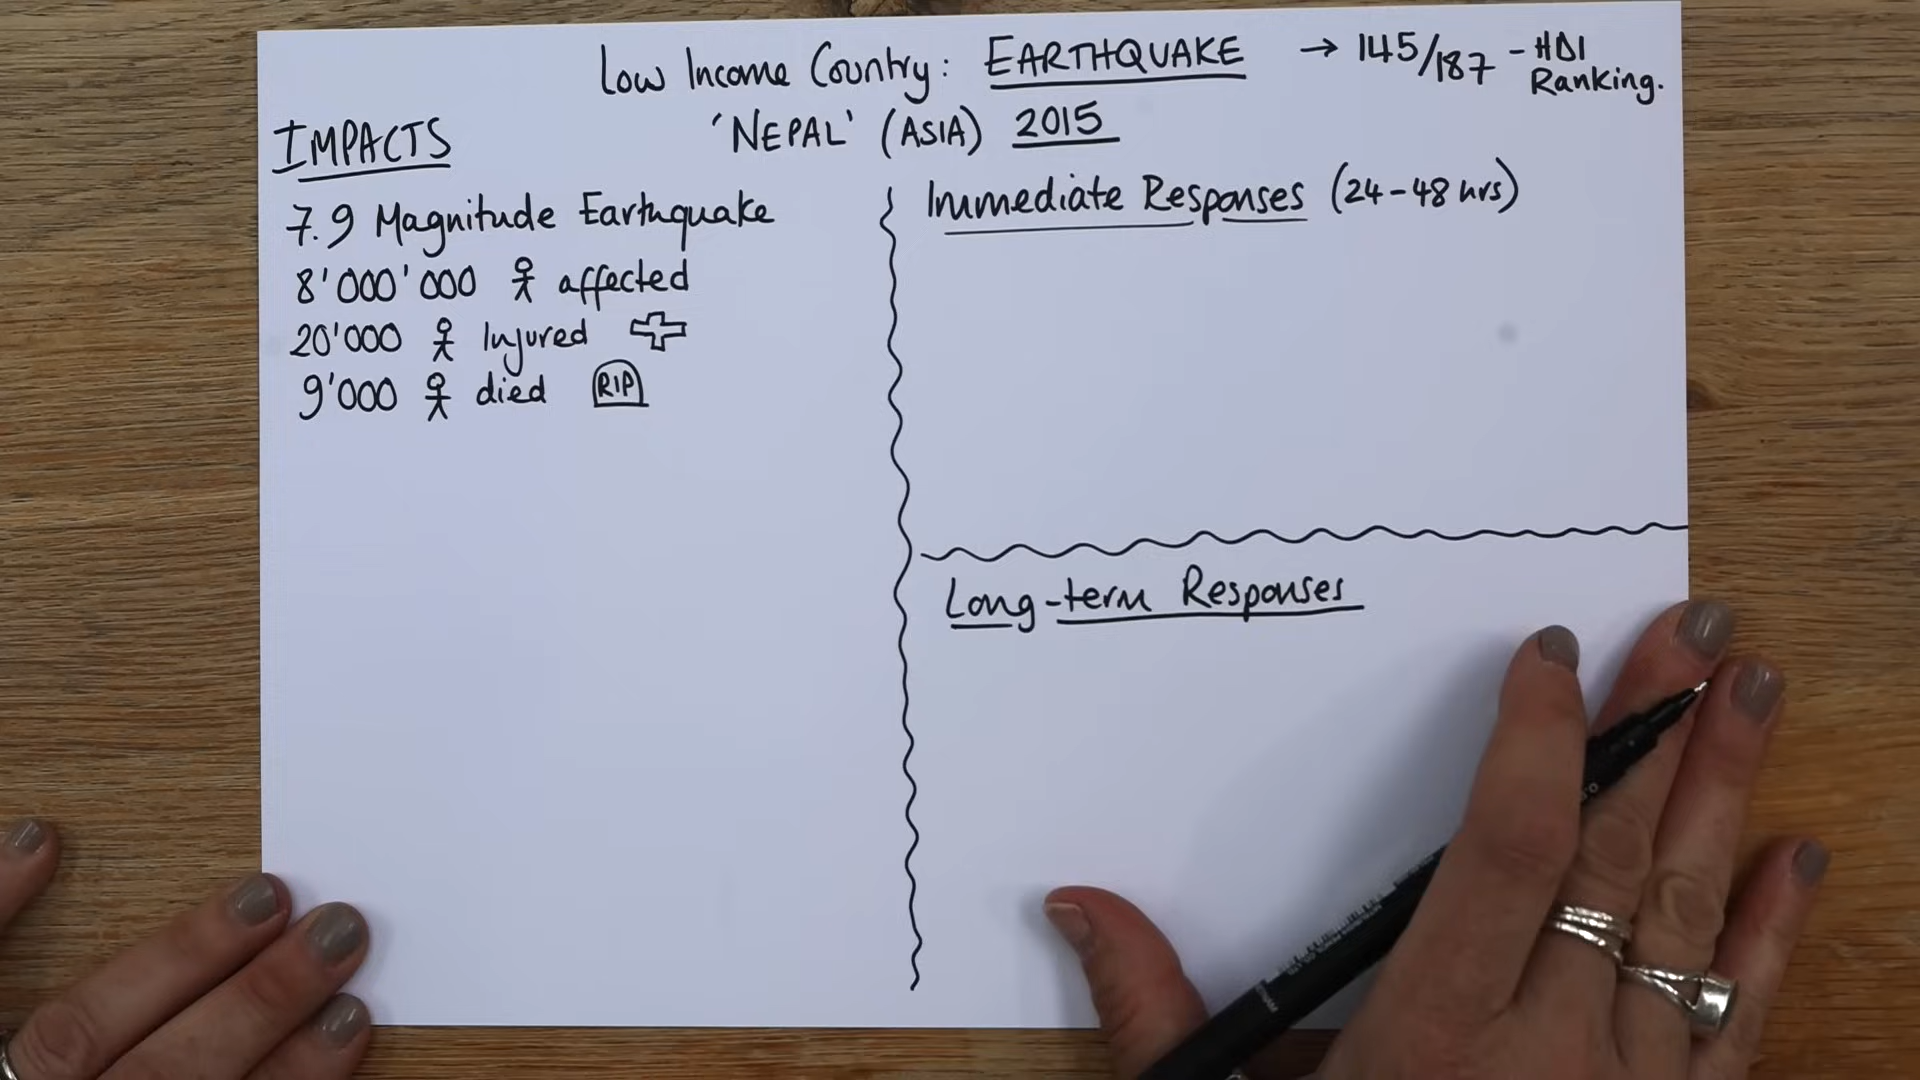 Low Income Country: EARTHQUAKE → 145/187 - HDI Ranking.
'NEPAL' (ASIA) 2015
IMPACTS
7.9 Magnitude Earthquake
8'000'000 affected
20'000 Injured
9'000 died RIP
Immediate Responses (24-48 hrs)
Long-term Responses